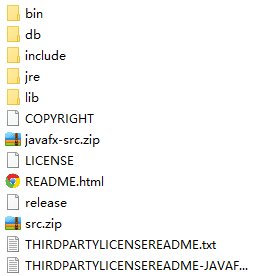 bin
db
include
jre
lib
COPYRIGHT
javafx-src.zip
LICENSE
README.html
release
src.zip
THIRDPARTYLICENSEREADME.txt
THIRDPARTYLICENSEREADME-JAVAF...